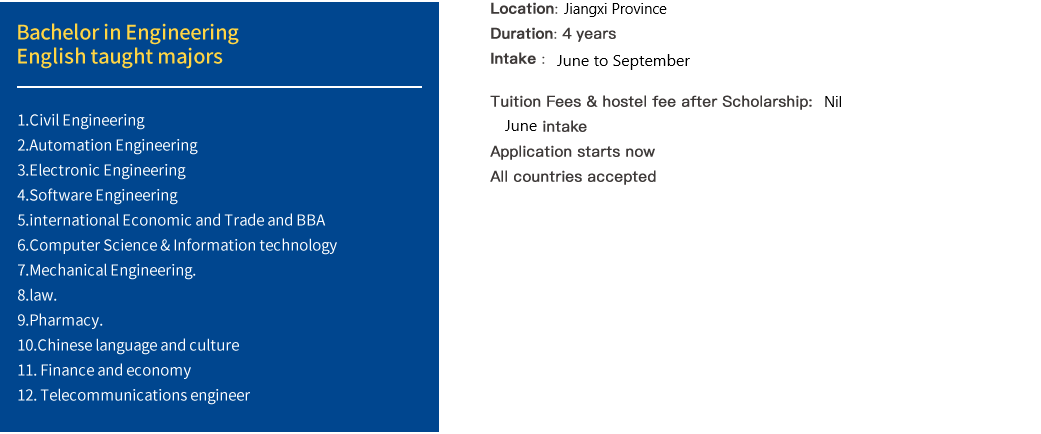 Bachelor in Engineering
English taught majors
1.Civil Engineering
2.Automation Engineering
3.Electronic Engineering
4.Software Engineering
5.international Economic and Trade and BBA
6.Computer Science & Information technology
7.Mechanical Engineering.
8.law.
9.Pharmacy.
10.Chinese language and culture
11. Finance and economy
12. Telecommunications engineer
Location: Jiangxi Province
Duration: 4 years
Intake : June to September
Tuition Fees & hostel fee after Scholarship: Nil
June intake
Application starts now
All countries accepted